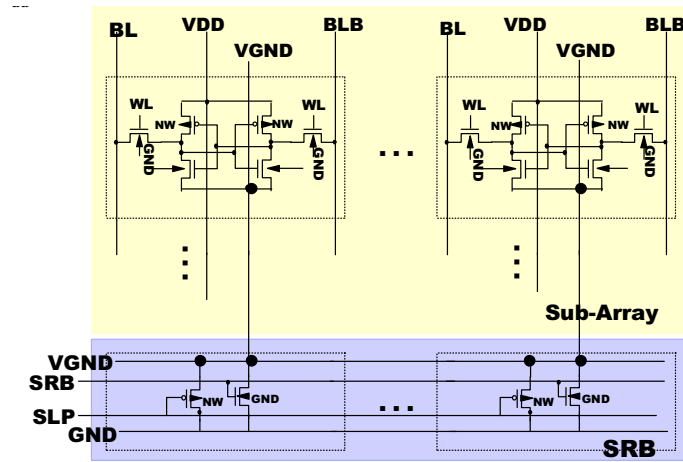 BL VDD BLB BL VDD BLB
VGND VGND
WL WL WL WL
NW NW NW NW
GND GND GND GND
... ...
Sub-Array
VGND
SRB
NW GND ... NW GND
SLP
GND
SRB